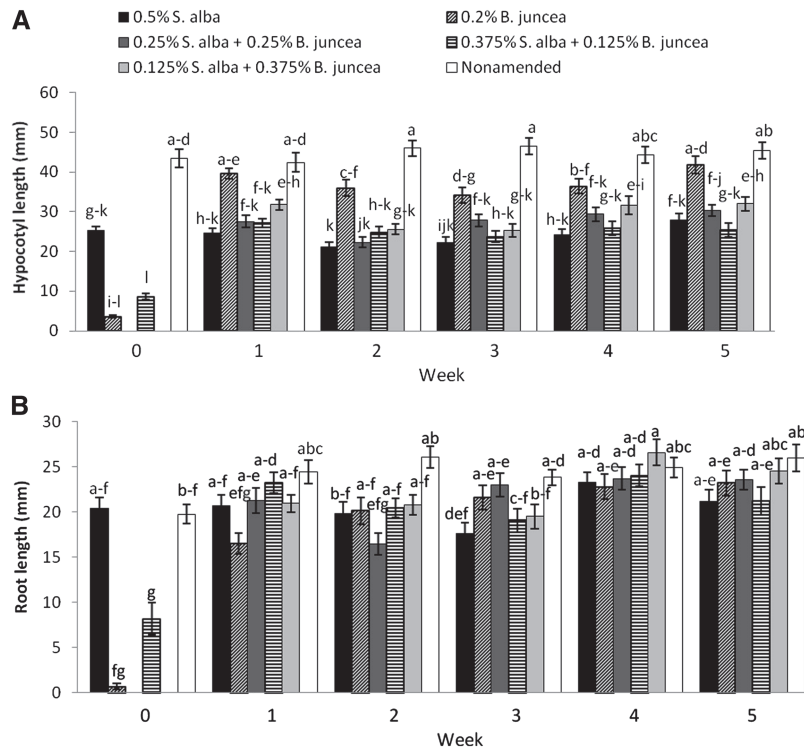 A
0.5% S. alba
0.2% B. juncea
0.25% S. alba + 0.25% B. juncea
0.375% S. alba + 0.125% B. juncea
0.125% S. alba + 0.375% B. juncea
Nonamended
Hypocotyl length (mm)
60
50
40
30
20
10
0
g-k
i-l
l
a-d
h-k
a-e
f-k
f-k
e-h
a-d
k
c-f
jk
h-k
g-k
a
ijk
d-g
f-k
h-k
g-k
a
h-k
b-f
f-k
g-k
e-i
abc
f-k
a-d
f-j
g-k
e-h
ab
0 1 2 3 4 5
Week
B
Root length (mm)
30
25
20
15
10
5
0
a-f
fg
g
b-f
a-f
efg
a-e
a-d
a-f
abc
b-f
a-f
efg
a-f
a-f
ab
def
a-e
a-e
c-f
b-f
a-d
a-d
a-e
a-d
a-d
a
abc
a-e
a-e
a-d
a-e
abc
ab
0 1 2 3 4 5
Week